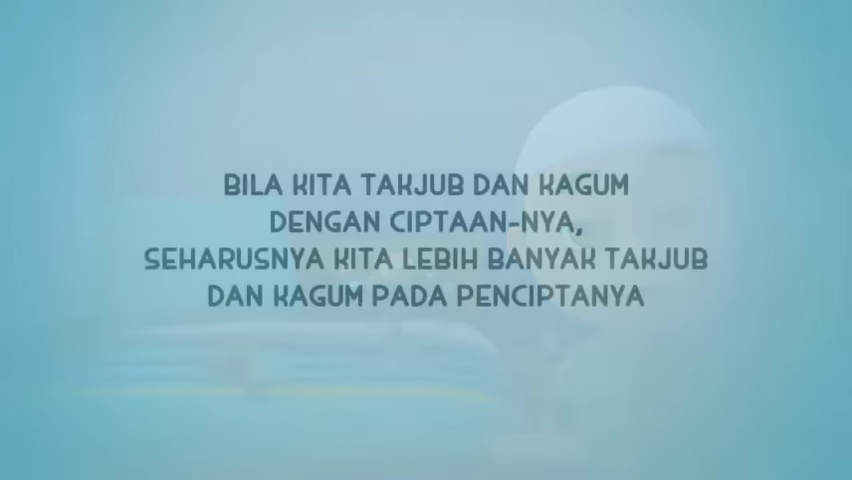 BILA KITA TAKJUB DAN KAGUM
DENGAN CIPTAAN-NYA,
SEHARUSNYA KITA LEBIH BANYAK TAKJUB
DAN KAGUM PADA PENCIPTANYA